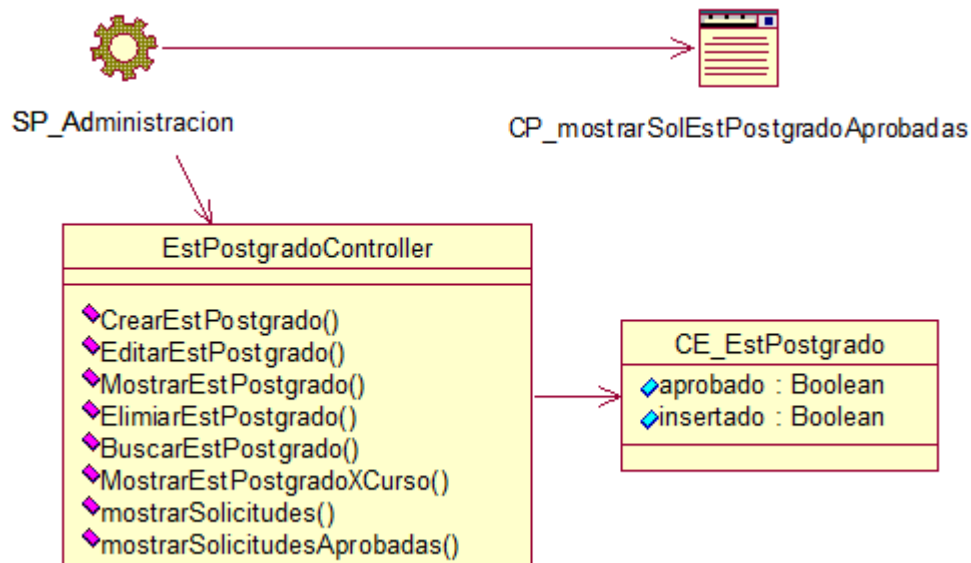 SP_Administracion
CP_mostrarSolEstPostgradoAprobadas
EstPostgradoController
CrearEstPostgrado()
EditarEstPostgrado()
MostrarEstPostgrado()
ElimiarEstPostgrado()
BuscarEstPostgrado()
MostrarEstPostgradoXCurso()
mostrarSolicitudes()
mostrarSolicitudesAprobadas()
CE_EstPostgrado
aprobado : Boolean
insertado : Boolean